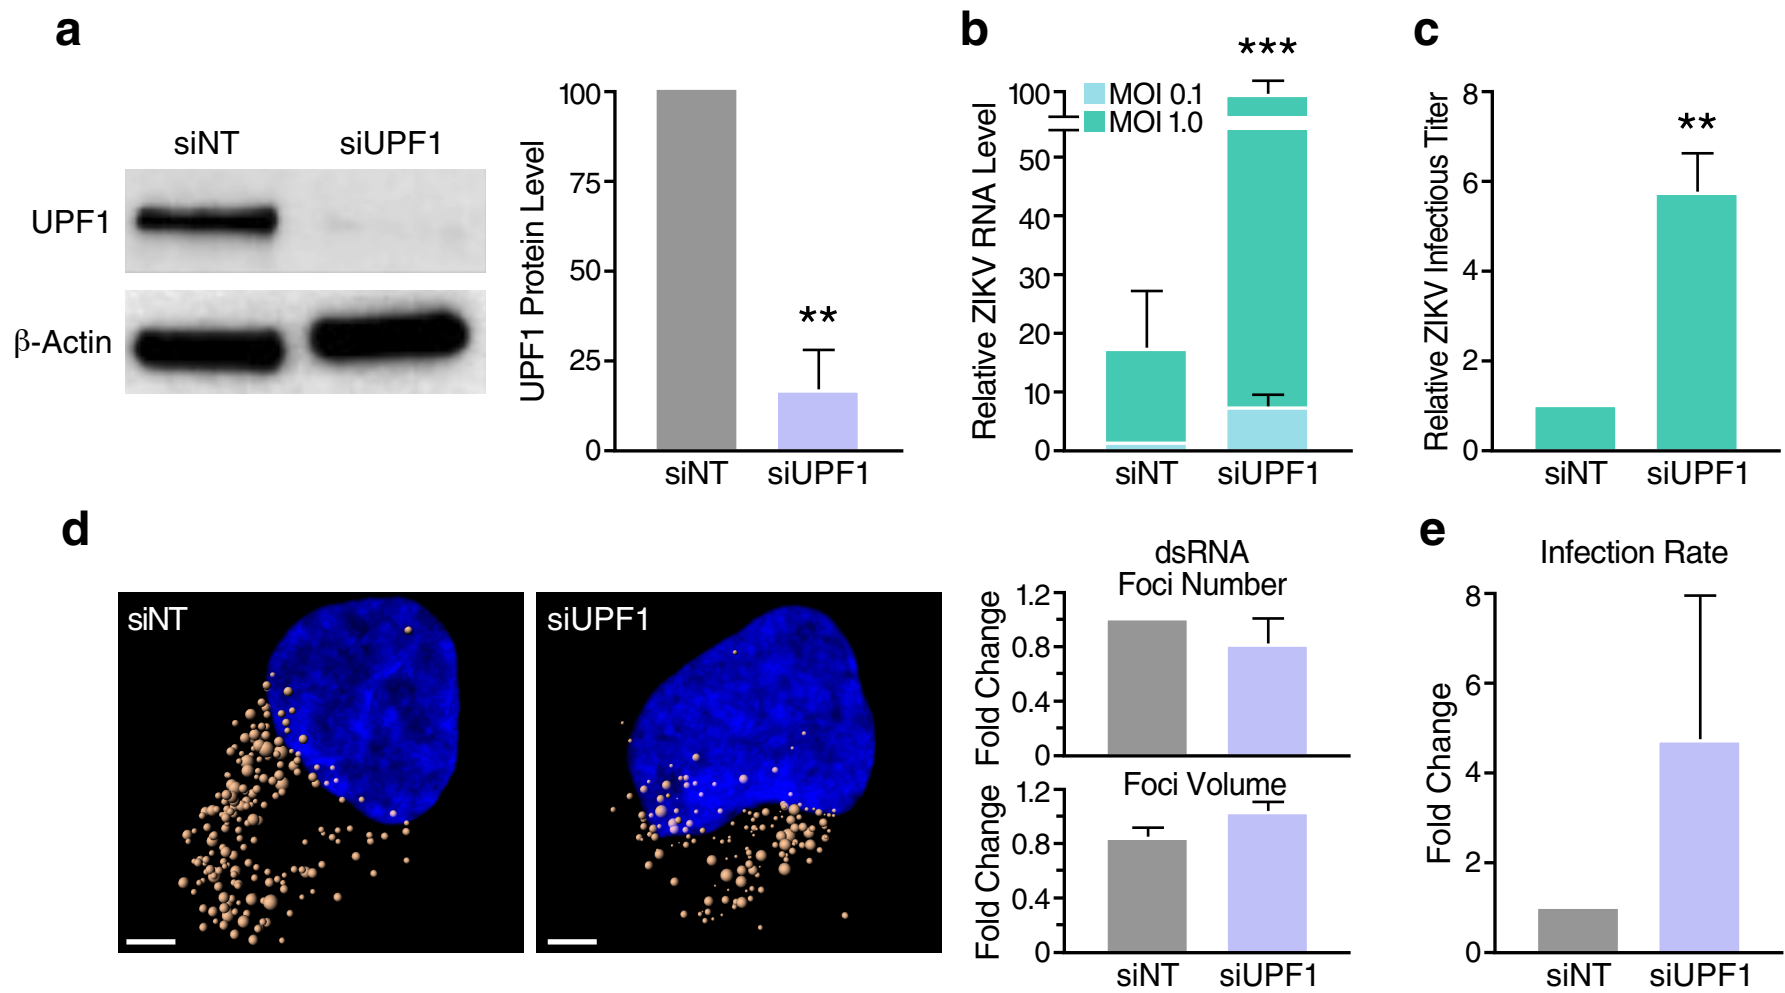 a
siNT siUPF1
UPF1
β-Actin
UPF1 Protein Level
100
75
50
25
0
**
siNT siUPF1
b
Relative ZIKV RNA Level
100
50
40
30
20
10
0
MOI 0.1
MOI 1.0
***
siNT siUPF1
c
Relative ZIKV Infectious Titer
8
6
4
2
0
**
siNT siUPF1
d
siNT
siUPF1
dsRNA
Foci Number
Fold Change
1.2
0.8
0.4
0
Foci Volume
Fold Change
1.2
0.8
0.4
0
siNT siUPF1
e
Infection Rate
Fold Change
8
6
4
2
0
siNT siUPF1